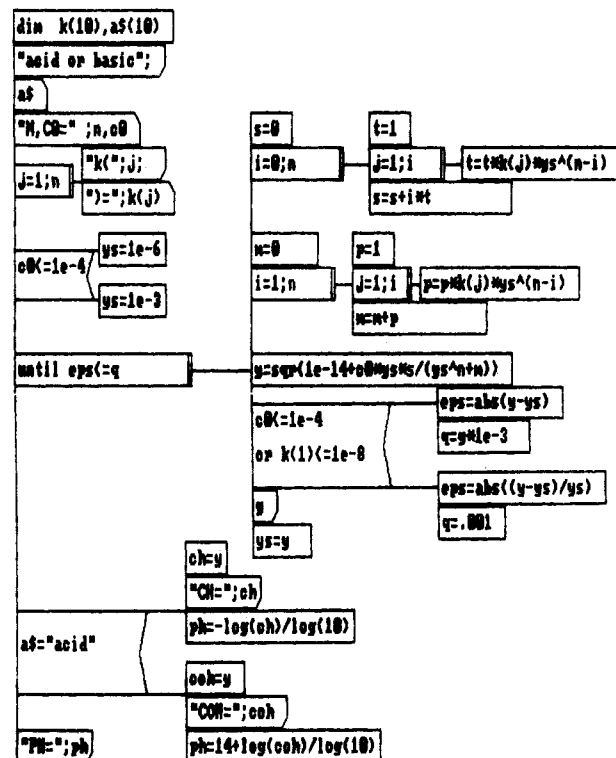 dim k(10),a$(10)
"acid or basic";
a$
"N,C0=" ;n,c0
j=1;n
"k(";j;
")=";k(j)
s=0
i=0;n
t=1
j=1;i
t=t*k(j)*ys^(n-i)
s=s+i*t
c0<=1e-4
ys=1e-6
ys=1e-3
m=0
i=1;n
p=1
j=1;i
p=p*k(j)*ys^(n-i)
m=m+p
until eps<=q
y=sqr(1e-14+c0*ys*s/(ys^n+m))
c0<=1e-4
or k(1)<=1e-8
eps=abs(y-ys)
q=y*1e-3
eps=abs((y-ys)/ys)
q=.001
y
ys=y
a$="acid"
ch=y
"CH=";ch
ph=-log(ch)/log(10)
coh=y
"COH=";coh
ph=14+log(coh)/log(10)
"PH=";ph